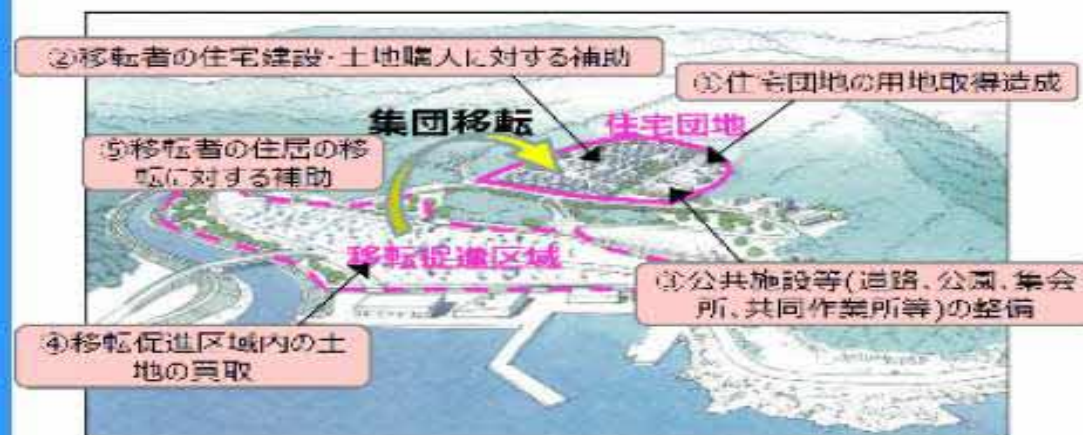 ②移転者の住宅建設・土地購入に対する補助
①住宅団地の用地取得造成
集団移転
住宅団地
⑤移転者の住居の移
転に対する補助
移転促進区域
③公共施設等(道路、公園、集会
所、共同作業所等)の整備
④移転促進区域内の土
地の買取